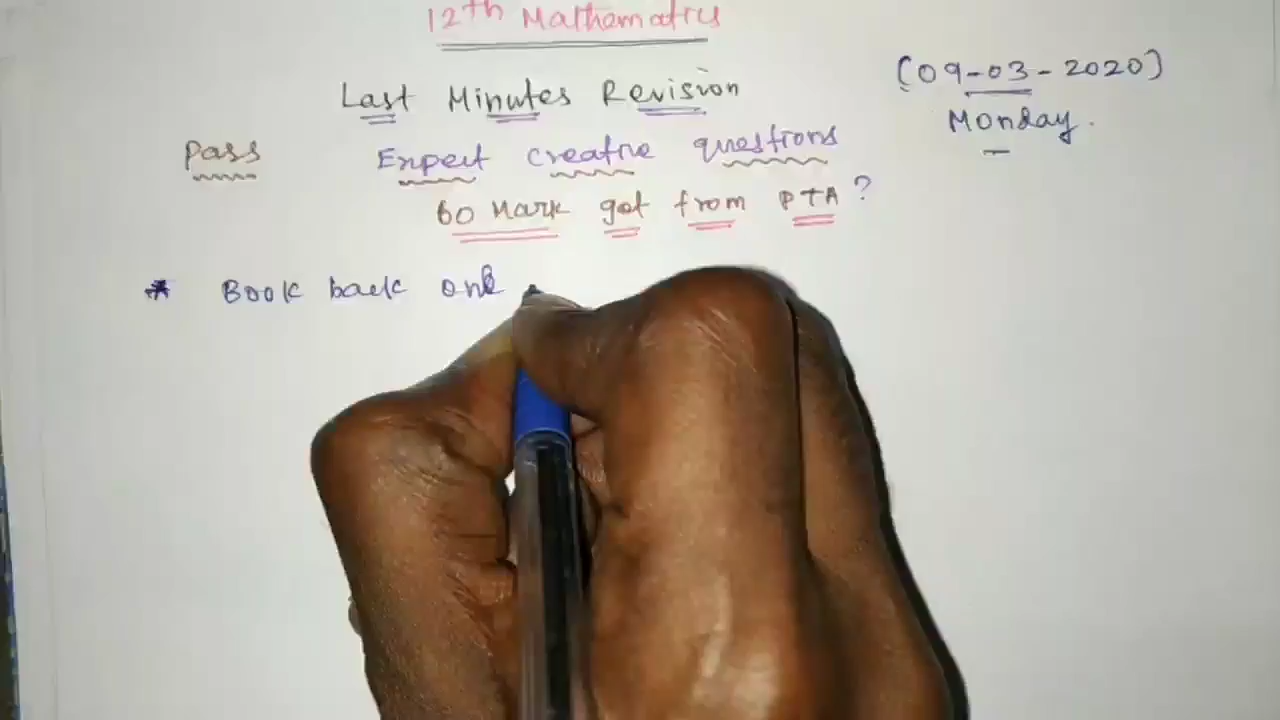 12th Mathematics
Last Minutes Revision
(09-03-2020)
Monday.
Pass
Expert creative questions
60 Mark got from PTA?
* Book back one